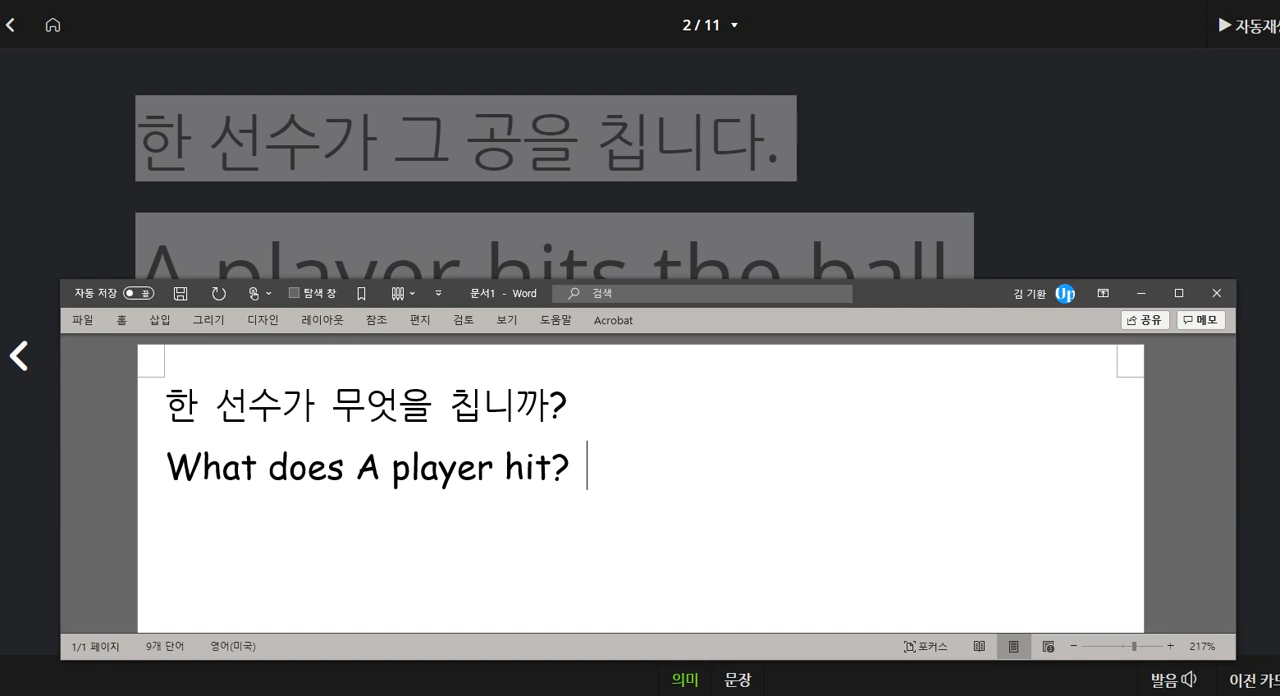 2 / 11
자동재생
한 선수가 그 공을 칩니다.
A player hits the ball
자동 저장
탐색 창
문서1 - Word
검색
김 기환
Up
파일 홈 삽입 그리기 디자인 레이아웃 참조 편지 검토 보기 도움말 Acrobat
공유
메모
한 선수가 무엇을 칩니까?
What does A player hit?
1/1 페이지 9개 단어 영어(미국)
포커스
217%
의미 문장
발음
이전 카드